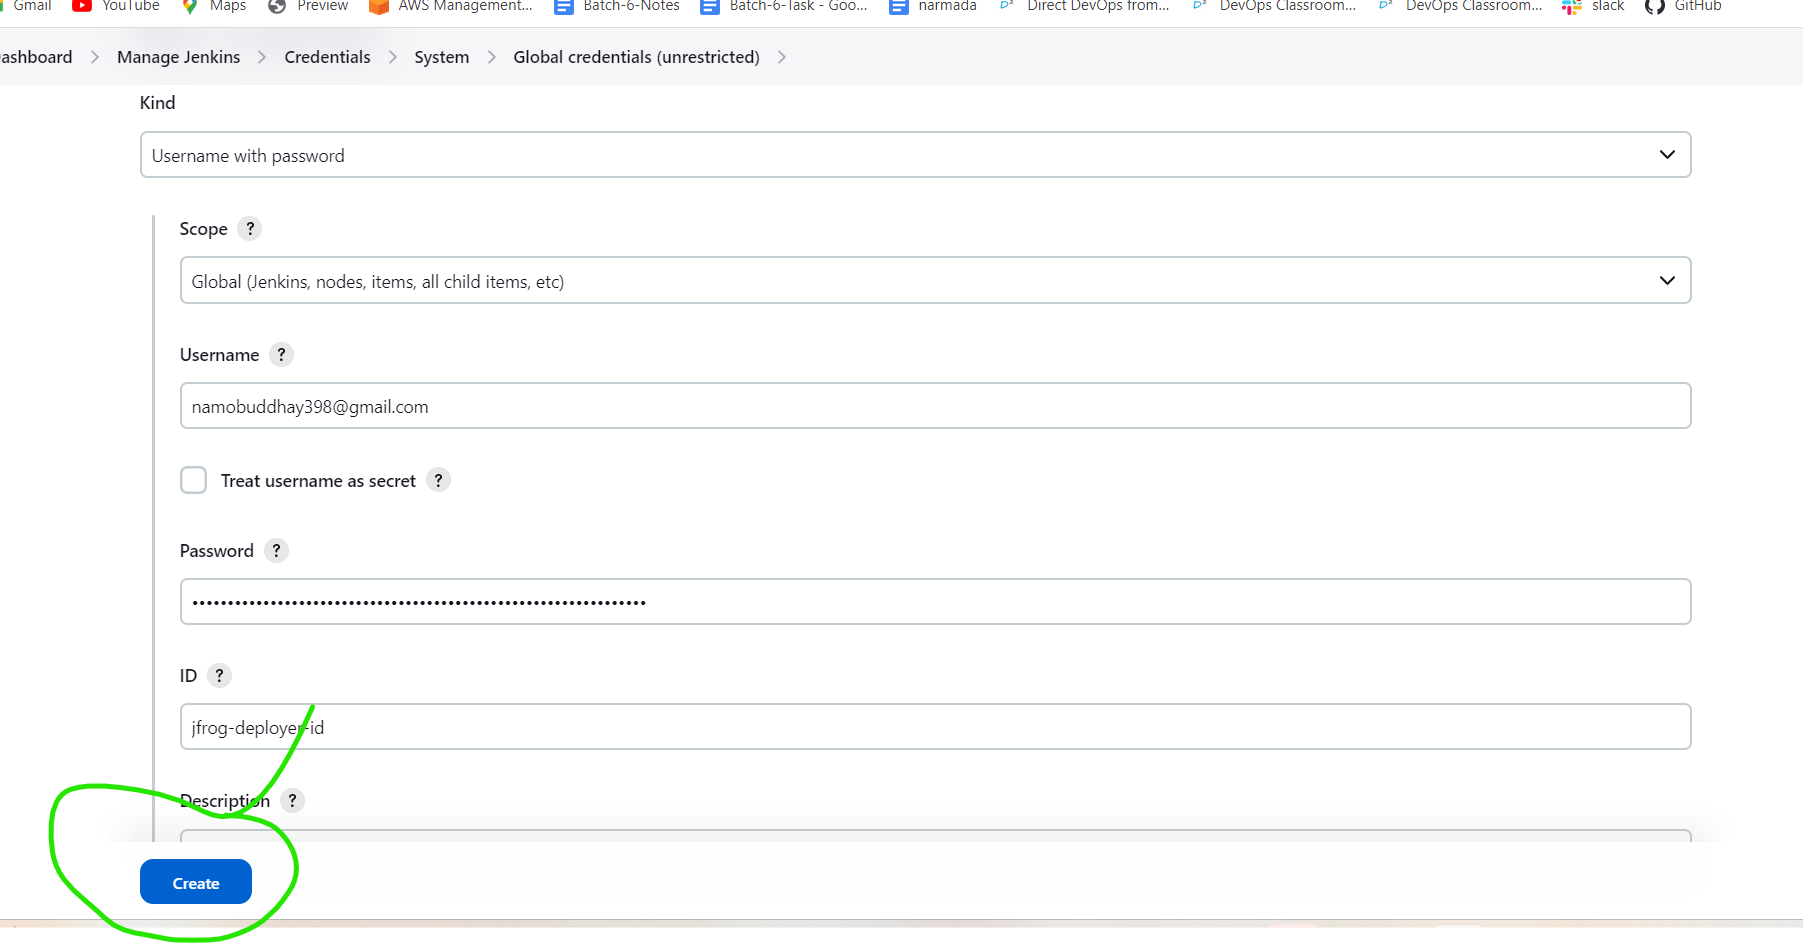 Gmail YouTube Maps Preview AWS Management... Batch-6-Notes Batch-6-Task - Goo... narmada Direct DevOps from... DevOps Classroom... DevOps Classroom... slack GitHub
ashboard > Manage Jenkins > Credentials > System > Global credentials (unrestricted) >
Kind
Username with password
Scope ?
Global (Jenkins, nodes, items, all child items, etc)
Username ?
namobuddhay398@gmail.com
Treat username as secret ?
Password ?
ID ?
jfrog-deployer-id
Description ?
Create